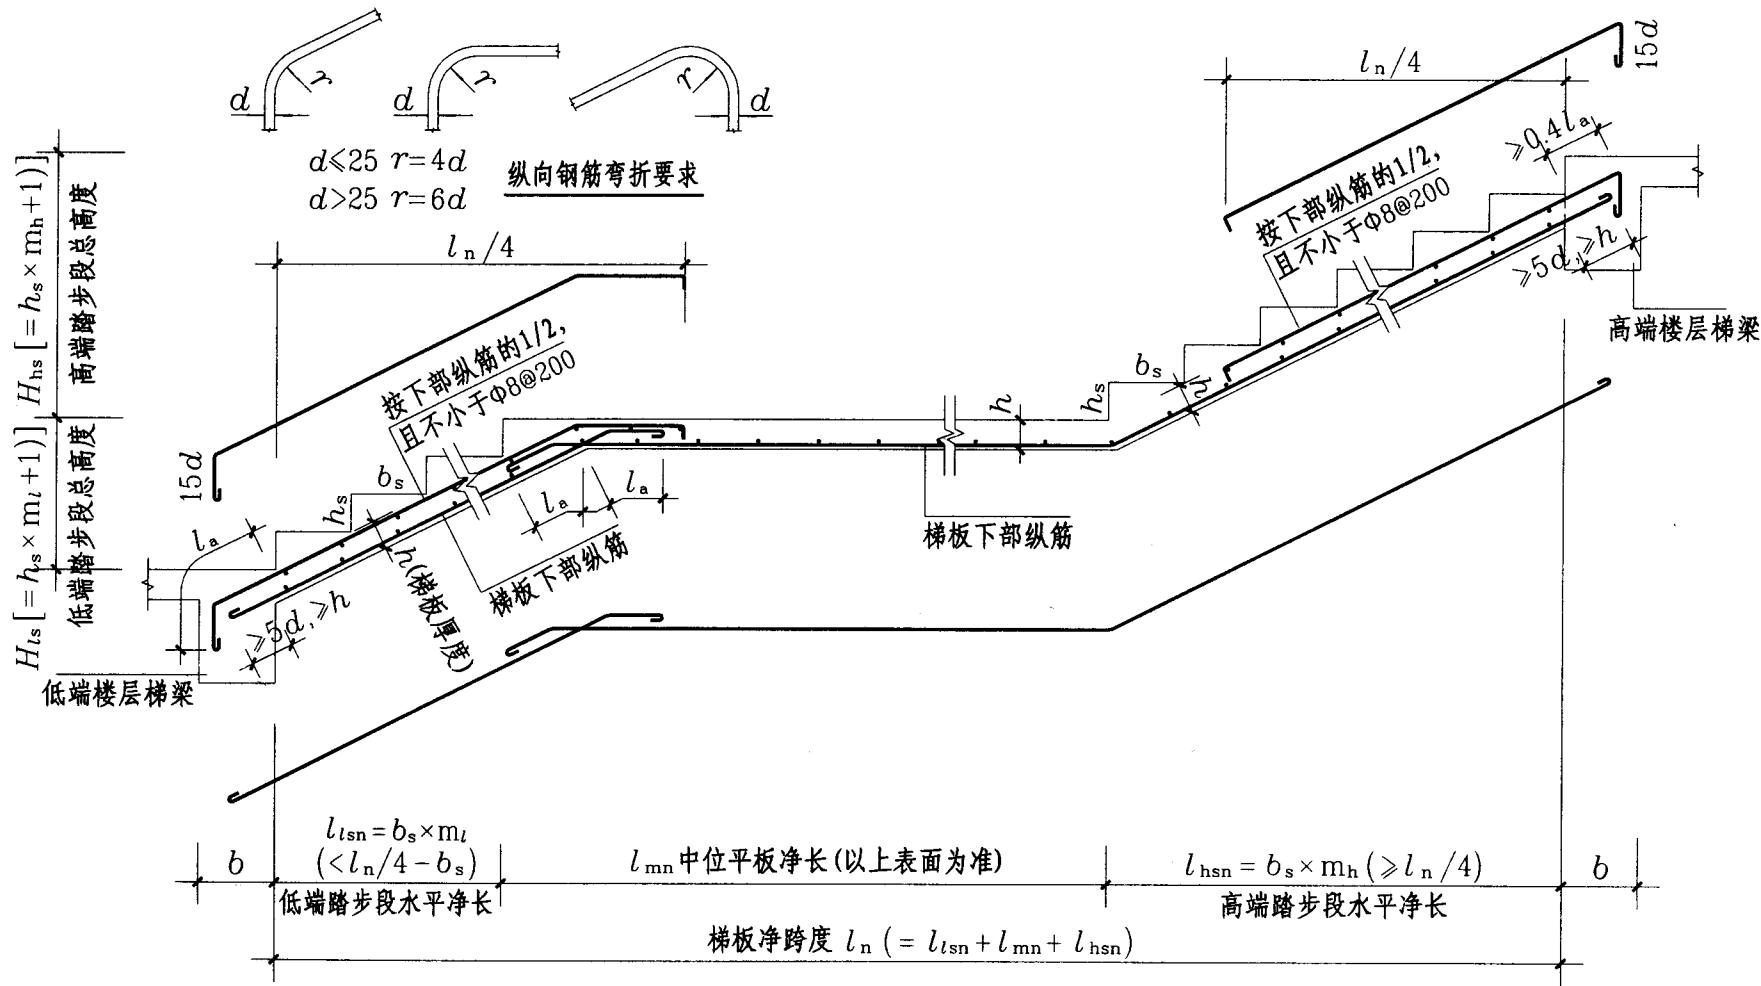 d r d r r d
d≤25 r=4d
d>25 r=6d
纵向钢筋弯折要求
l_n/4
15d
≥0.4l_a
按下部纵筋的1/2,
且不小于Φ8@200
≥5d,≥h
高端楼层梯梁
H_hs[=h_s×m_h+1)]
高端踏步段总高度
H_ls[=h_s×m_l+1)]
低端踏步段总高度
l_n/4
15d
按下部纵筋的1/2,
且不小于Φ8@200
b_s
h_s
l_a
l_a
l_a
≥5d,≥h
h(梯板厚度)
梯板下部纵筋
低端楼层梯梁
h
h_s
b_s
h
梯板下部纵筋
b
l_lsn=b_s×m_l
(<l_n/4-b_s)
低端踏步段水平净长
l_mn中位平板净长(以上表面为准)
l_hsn=b_s×m_h(≥l_n/4)
高端踏步段水平净长
b
梯板净跨度 l_n (=l_lsn+l_mn+l_hsn)